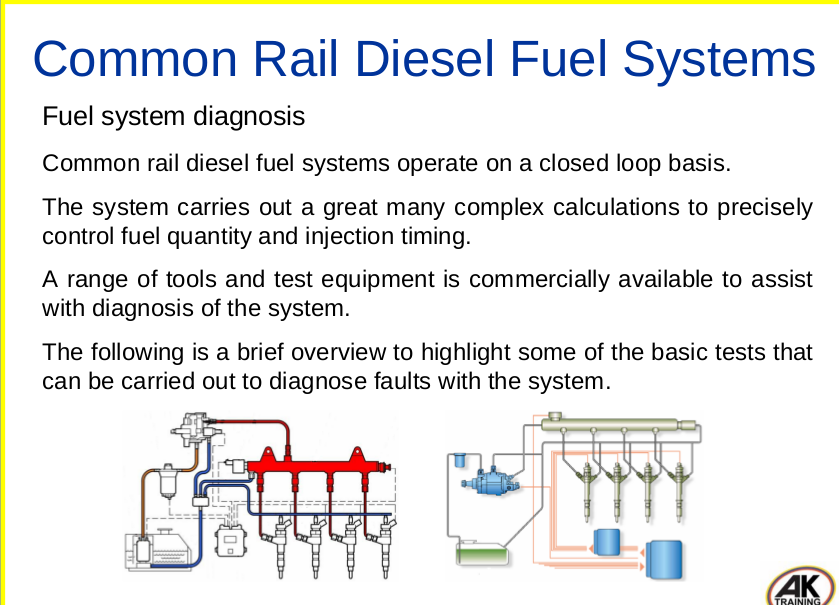 Common Rail Diesel Fuel Systems
Fuel system diagnosis
Common rail diesel fuel systems operate on a closed loop basis.
The system carries out a great many complex calculations to precisely
control fuel quantity and injection timing.
A range of tools and test equipment is commercially available to assist
with diagnosis of the system.
The following is a brief overview to highlight some of the basic tests that
can be carried out to diagnose faults with the system.
AK
TRAINING